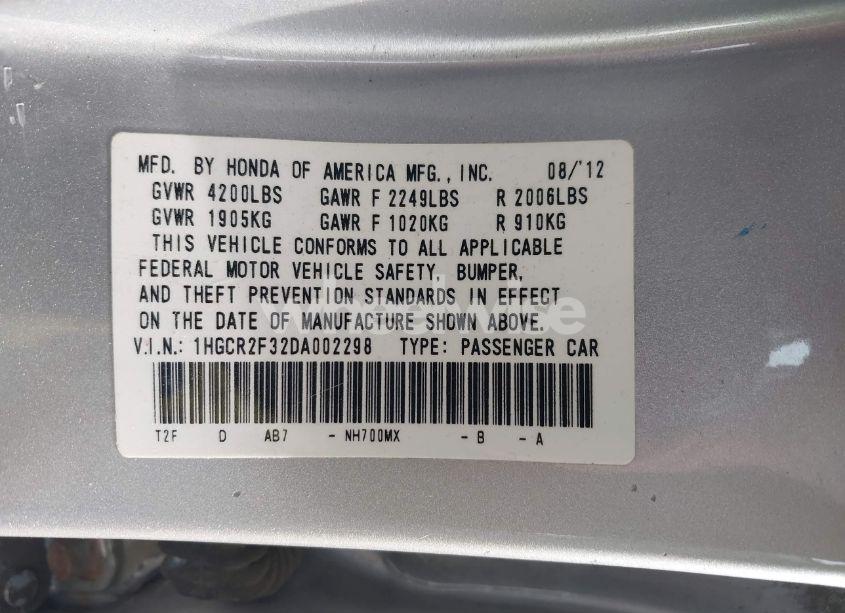 MFD. BY HONDA OF AMERICA MFG., INC. 08/'12
GVWR 4200LBS GAWR F 2249LBS R 2006LBS
GVWR 1905KG GAWR F 1020KG R 910KG
THIS VEHICLE CONFORMS TO ALL APPLICABLE
FEDERAL MOTOR VEHICLE SAFETY, BUMPER,
AND THEFT PREVENTION STANDARDS IN EFFECT
ON THE DATE OF MANUFACTURE SHOWN ABOVE.
V.I.N.: 1HGCR2F32DA002298 TYPE: PASSENGER CAR
T2F D AB7 - NH700MX - B - A